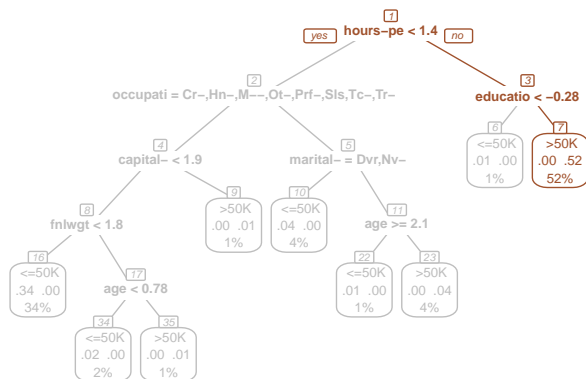 1
hours-pe < 1.4
yes
no
2
occupati = Cr-,Hn-,M--,Ot-,Prf-,Sls,Tc-,Tr-
3
educatio < -0.28
4
capital- < 1.9
5
marital- = Dvr,Nv-
6
<=50K
.01 .00
1%
7
>50K
.00 .52
52%
8
fnlwgt < 1.8
9
>50K
.00 .01
1%
10
<=50K
.04 .00
4%
11
age >= 2.1
16
<=50K
.34 .00
34%
17
age < 0.78
22
<=50K
.01 .00
1%
23
>50K
.00 .04
4%
34
<=50K
.02 .00
2%
35
>50K
.00 .01
1%